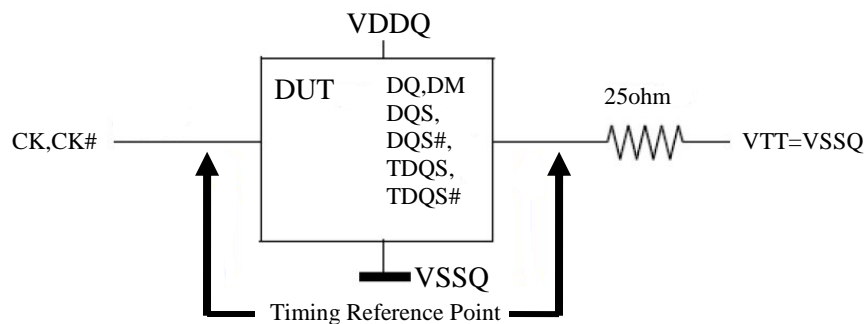 VDDQ
DUT
DQ,DM
DQS,
DQS#,
TDQS,
TDQS#
25ohm
CK,CK#
VTT=VSSQ
VSSQ
Timing Reference Point